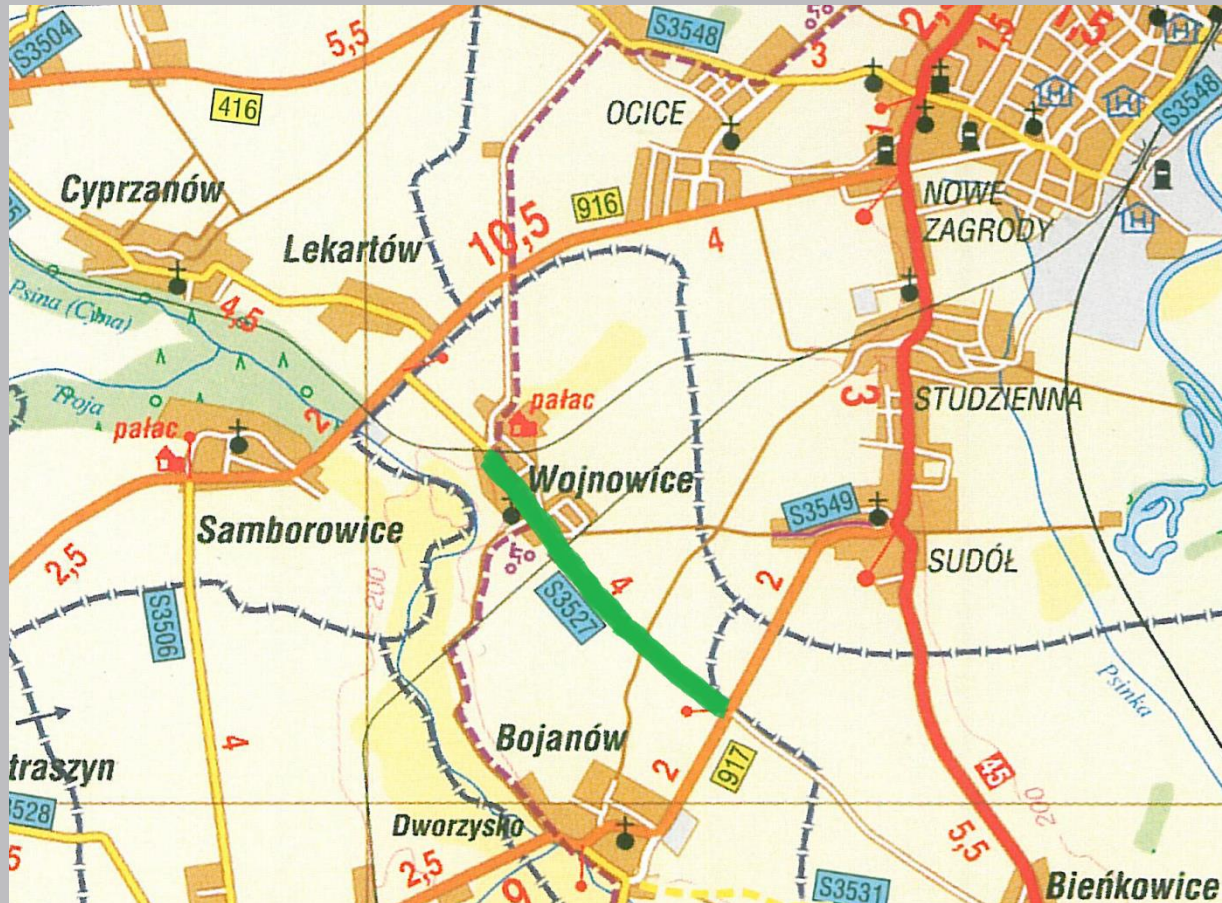 S3504
5,5
S3548
2,
1,5
1,5
3
416
OCICE
1
S3548
Cyprzanów
916
NOWE
ZAGRODY
Lekartów
10,5
4
Psina (Cyna)
4,5
Troja
pałac
pałac
2
3
STUDZIENNA
Wojnowice
S3549
Samborowice
SUDÓŁ
2,5
200
S3527
4
2
S3506
Psinka
Bojanów
4
2
917
45
200
traszyn
3528
5
Dworzysko
2,5
9
5,5
S3531
Bieńkowice